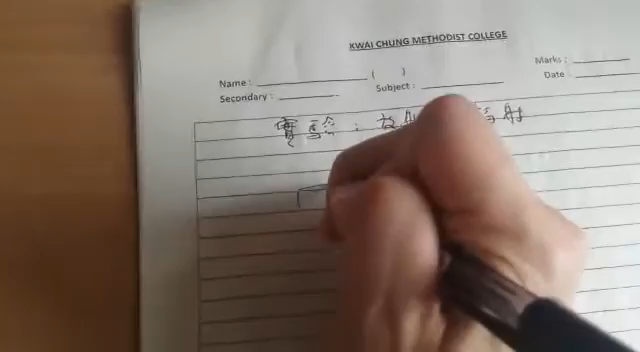 KWAI CHUNG METHODIST COLLEGE
Name : ( ) Marks :
Secondary : Subject : Date :
實驗 :